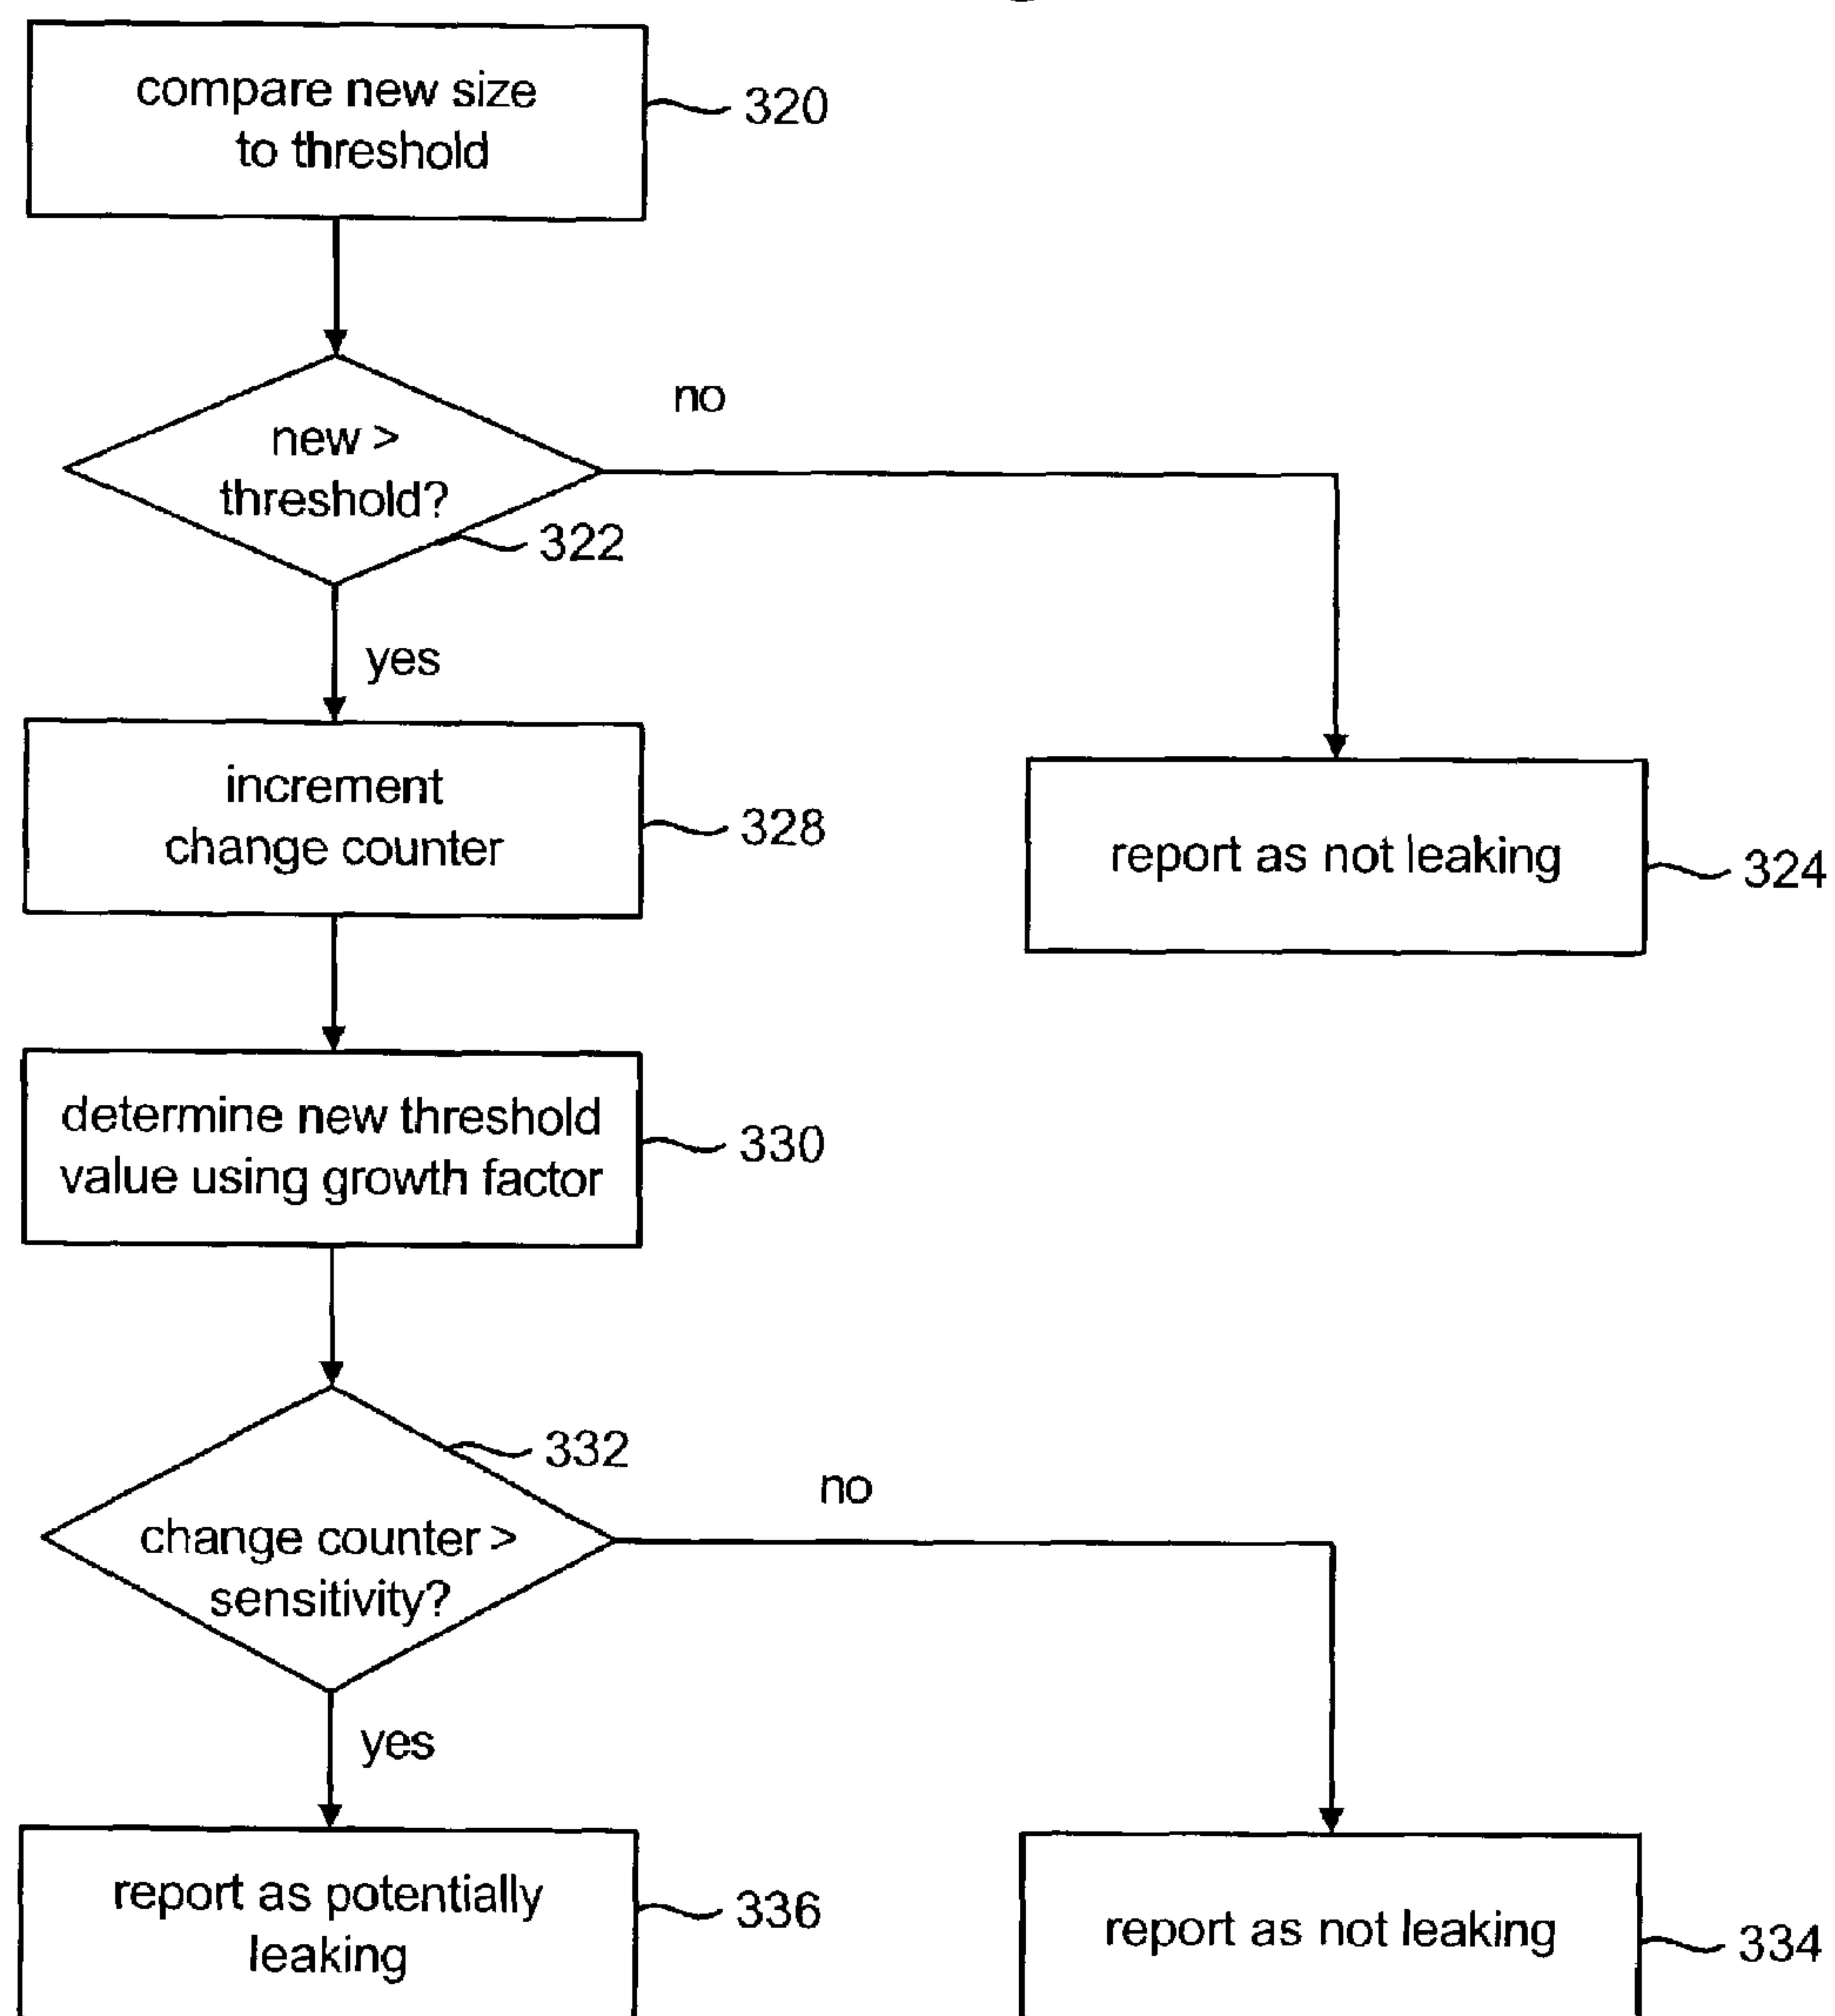 compare new size
to threshold
320
new >
threshold?
322
no
yes
increment
change counter
328
report as not leaking
324
determine new threshold
value using growth factor
330
332
change counter >
sensitivity?
no
yes
report as potentially
leaking
336
report as not leaking
334